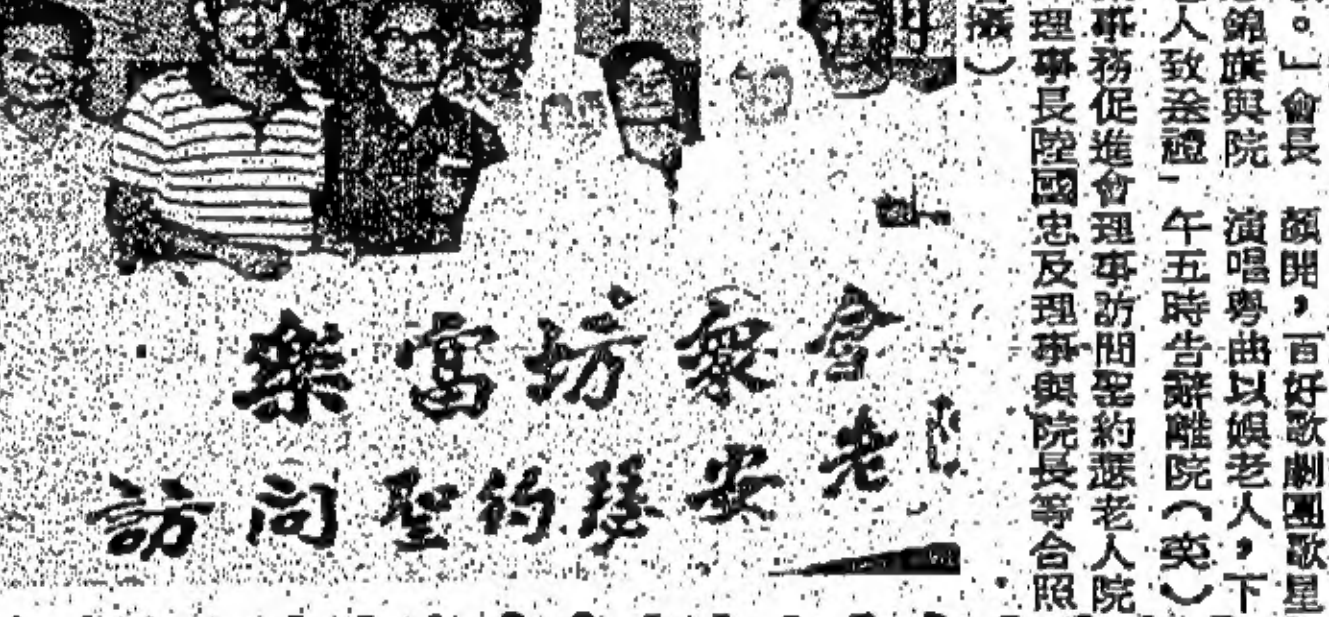 。」會長
錦旗與院
人致送禮
顏開，百好歌劇團歌星
演唱粵曲以娛老人，下
午五時告辭離院（奕）
事務促進會理事訪問聖約瑟老人院
理事長陸國忠及理事與院長等合照
攝）
樂富坊眾會
訪問聖約瑟安老